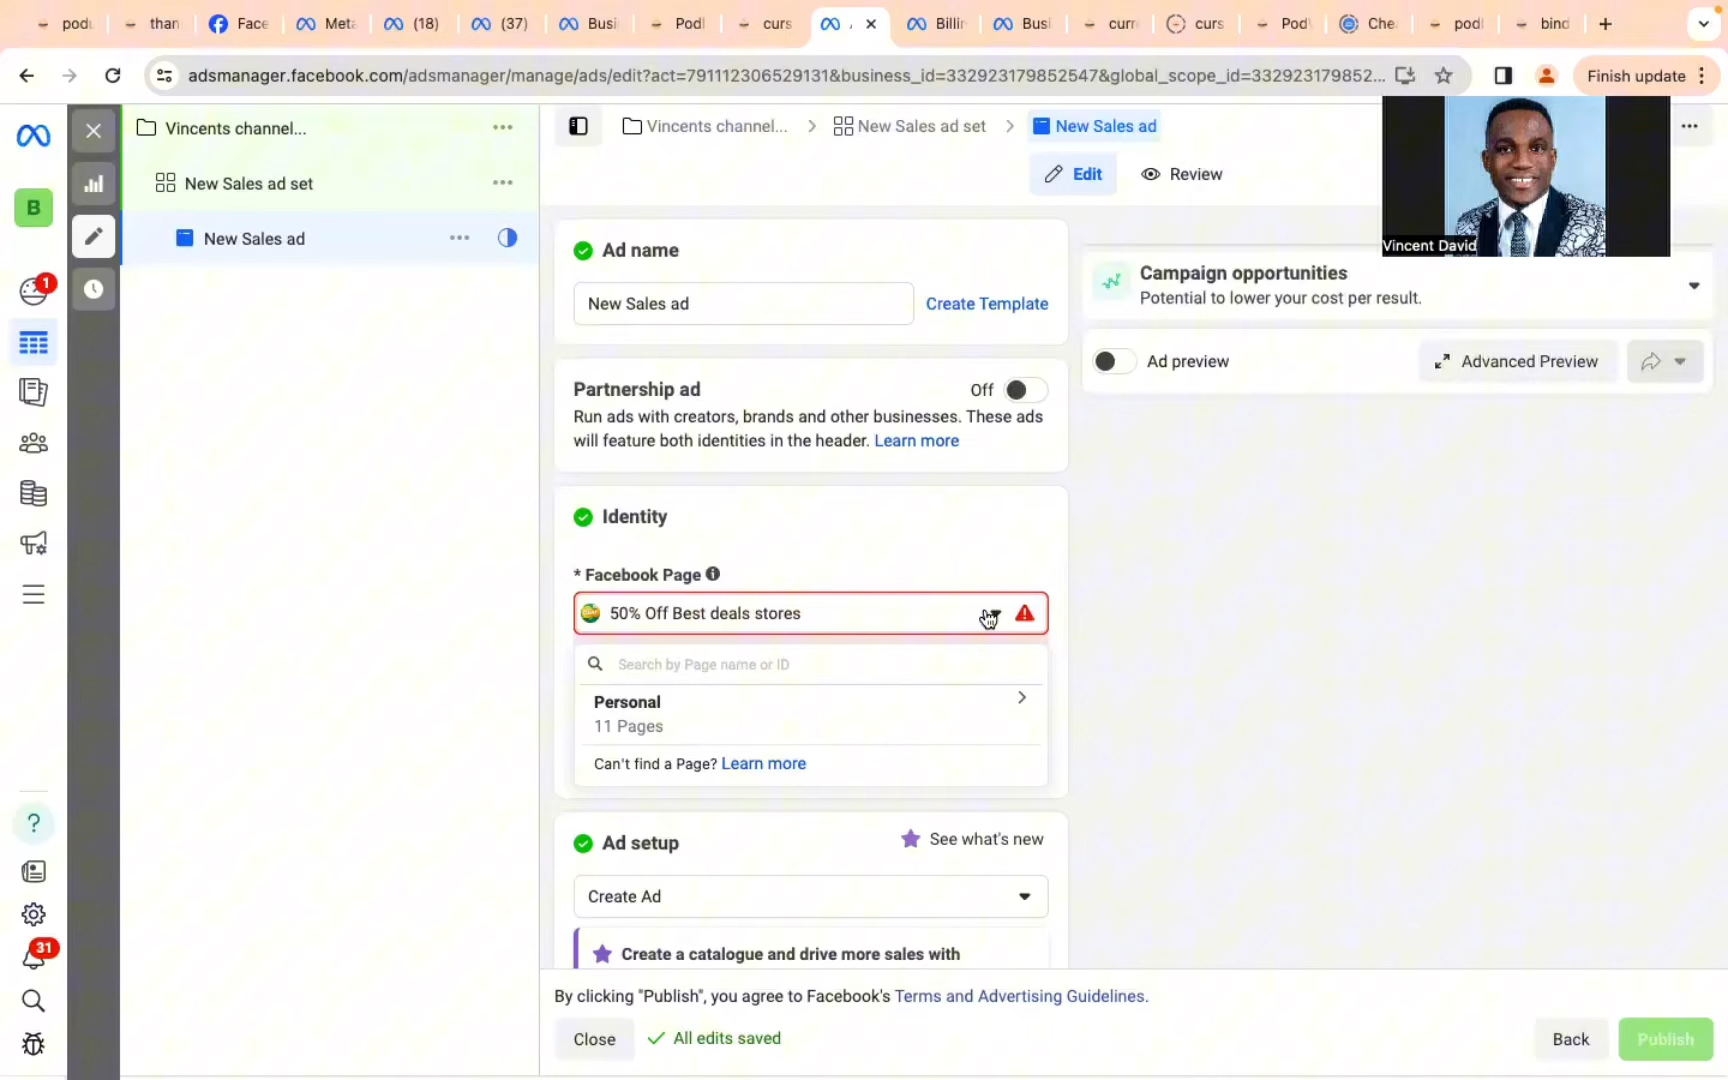 podu
than
Face
Meta
(18)
(37)
Busi
Podl
curs
Billin
Busi
curr
curs
Pod
Che
podl
bind
adsmanager.facebook.com/adsmanager/manage/ads/edit?act=791112306529131&business_id=332923179852547&global_scope_id=332923179852...
Finish update
Vincents channel...
New Sales ad set
New Sales ad
B
1
31
?
Vincents channel...
New Sales ad set
New Sales ad
Edit
Review
Vincent David
Ad name
New Sales ad
Create Template
Partnership ad
Off
Run ads with creators, brands and other businesses. These ads
will feature both identities in the header. Learn more
Identity
* Facebook Page
50% Off Best deals stores
Search by Page name or ID
Personal
11 Pages
Can't find a Page? Learn more
Ad setup
See what's new
Create Ad
Create a catalogue and drive more sales with
Campaign opportunities
Potential to lower your cost per result.
Ad preview
Advanced Preview
By clicking "Publish", you agree to Facebook's Terms and Advertising Guidelines.
Close
All edits saved
Back
Publish